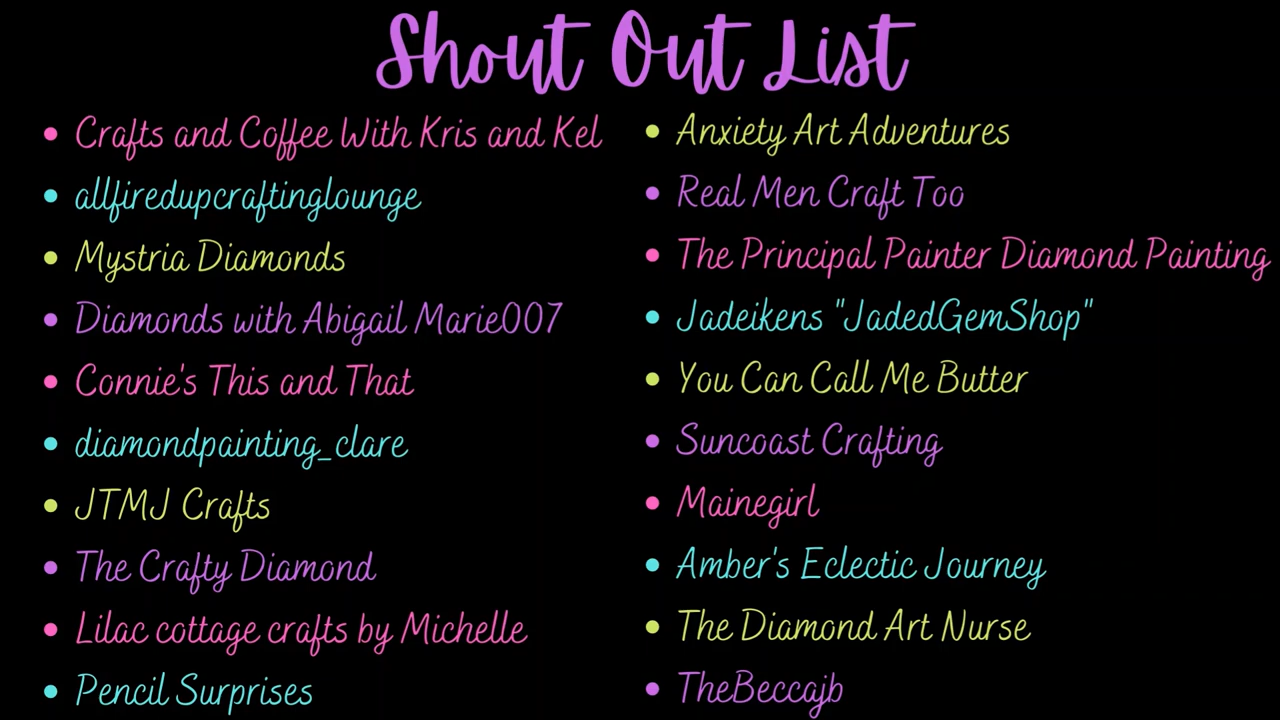 Shout Out List
Crafts and Coffee With Kris and Kel
allfiredupcraftinglounge
Mystria Diamonds
Diamonds with Abigail Marie007
Connie's This and That
diamondpainting_clare
JTMJ Crafts
The Crafty Diamond
Lilac cottage crafts by Michelle
Pencil Surprises
Anxiety Art Adventures
Real Men Craft Too
The Principal Painter Diamond Painting
Jadeikens "JadedGemShop"
You Can Call Me Butter
Suncoast Crafting
Mainegirl
Amber's Eclectic Journey
The Diamond Art Nurse
TheBeccajb